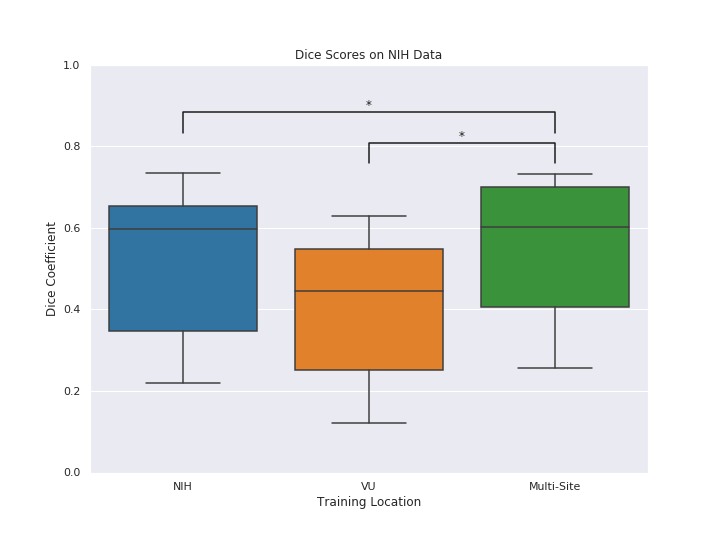 Dice Scores on NIH Data
1.0
0.8
0.6
0.4
0.2
0.0
Dice Coefficient
*
*
NIH VU Multi-Site
Training Location